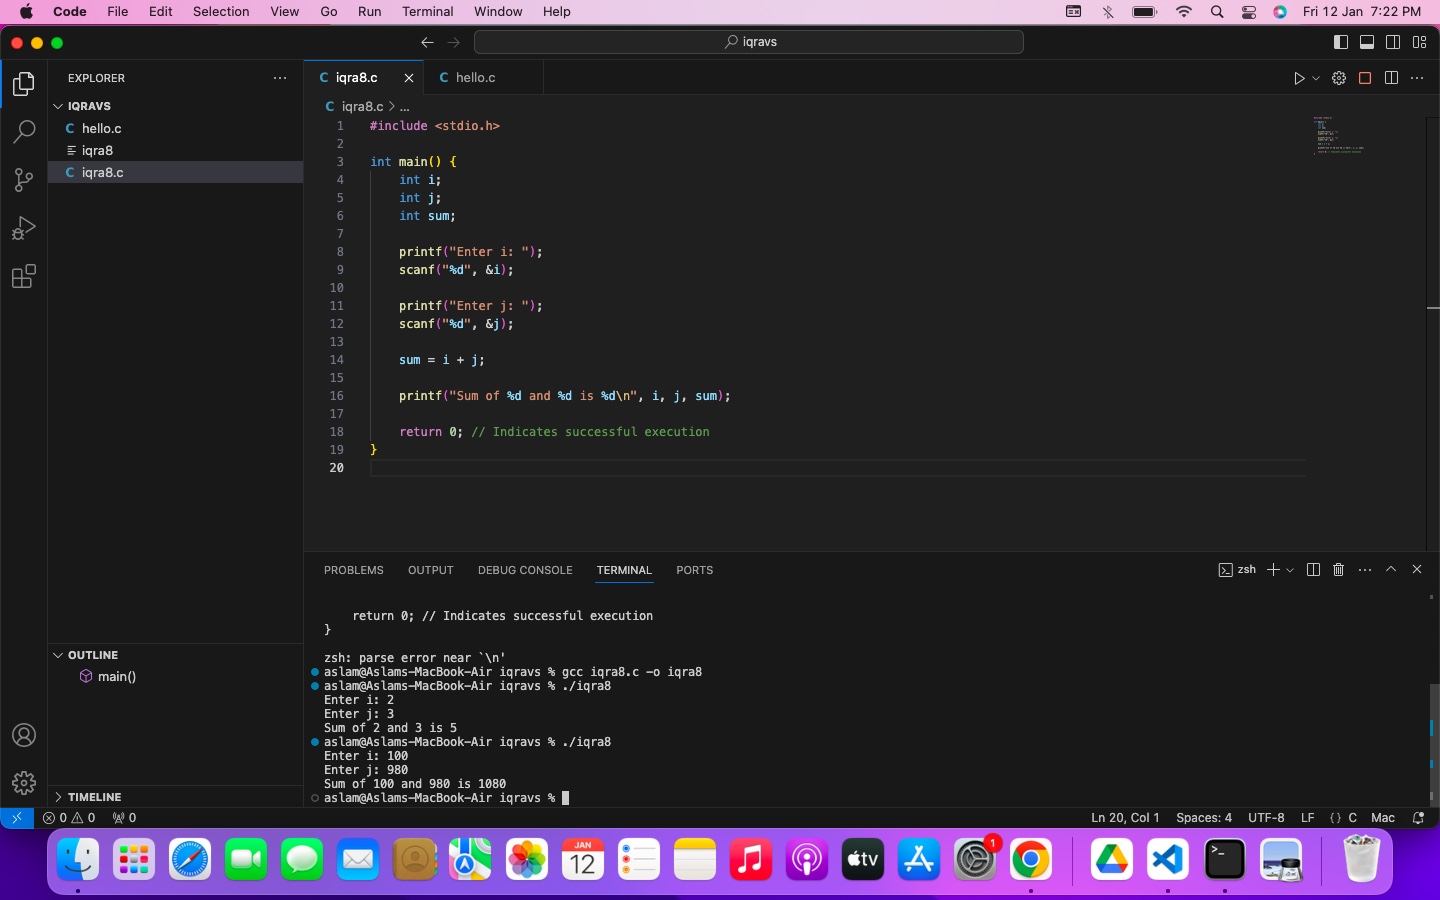 Code File Edit Selection View Go Run Terminal Window Help Fri 12 Jan 7:22 PM
iqravs
EXPLORER
IQRAVS
C hello.c
iqra8
C iqra8.c
OUTLINE
main()
TIMELINE
C iqra8.c C hello.c
C iqra8.c > ...
1 #include <stdio.h>
2
3 int main() {
4     int i;
5     int j;
6     int sum;
7
8     printf("Enter i: ");
9     scanf("%d", &i);
10
11     printf("Enter j: ");
12     scanf("%d", &j);
13
14     sum = i + j;
15
16     printf("Sum of %d and %d is %d\n", i, j, sum);
17
18     return 0; // Indicates successful execution
19 }
20
PROBLEMS OUTPUT DEBUG CONSOLE TERMINAL PORTS zsh
    return 0; // Indicates successful execution
}
zsh: parse error near `\n'
aslam@Aslams-MacBook-Air iqravs % gcc iqra8.c -o iqra8
aslam@Aslams-MacBook-Air iqravs % ./iqra8
Enter i: 2
Enter j: 3
Sum of 2 and 3 is 5
aslam@Aslams-MacBook-Air iqravs % ./iqra8
Enter i: 100
Enter j: 980
Sum of 100 and 980 is 1080
aslam@Aslams-MacBook-Air iqravs %
0 0 0 Ln 20, Col 1 Spaces: 4 UTF-8 LF {} C Mac
JAN
12
tv
1
>_